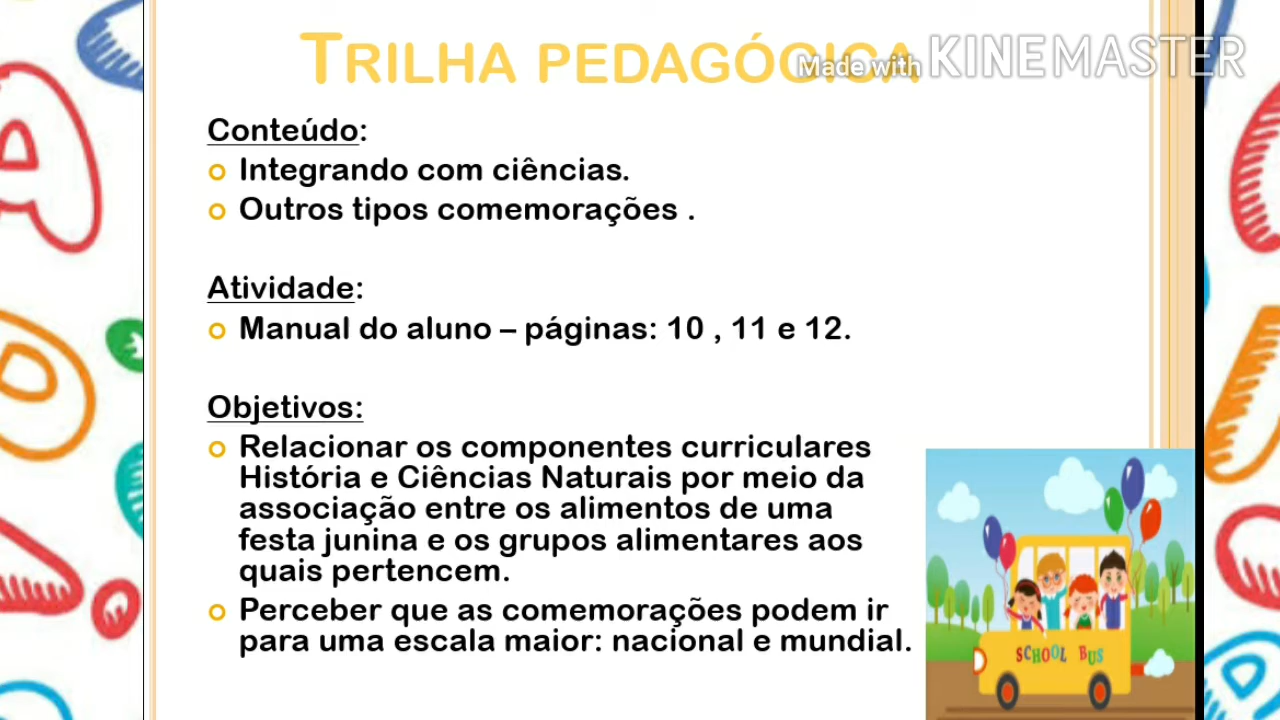 TRILHA PEDAGÓGICA
Made with KINEMASTER
Conteúdo:
Integrando com ciências.
Outros tipos comemorações .
Atividade:
Manual do aluno – páginas: 10 , 11 e 12.
Objetivos:
Relacionar os componentes curriculares
História e Ciências Naturais por meio da
associação entre os alimentos de uma
festa junina e os grupos alimentares aos
quais pertencem.
Perceber que as comemorações podem ir
para uma escala maior: nacional e mundial.
SCHOOL BUS